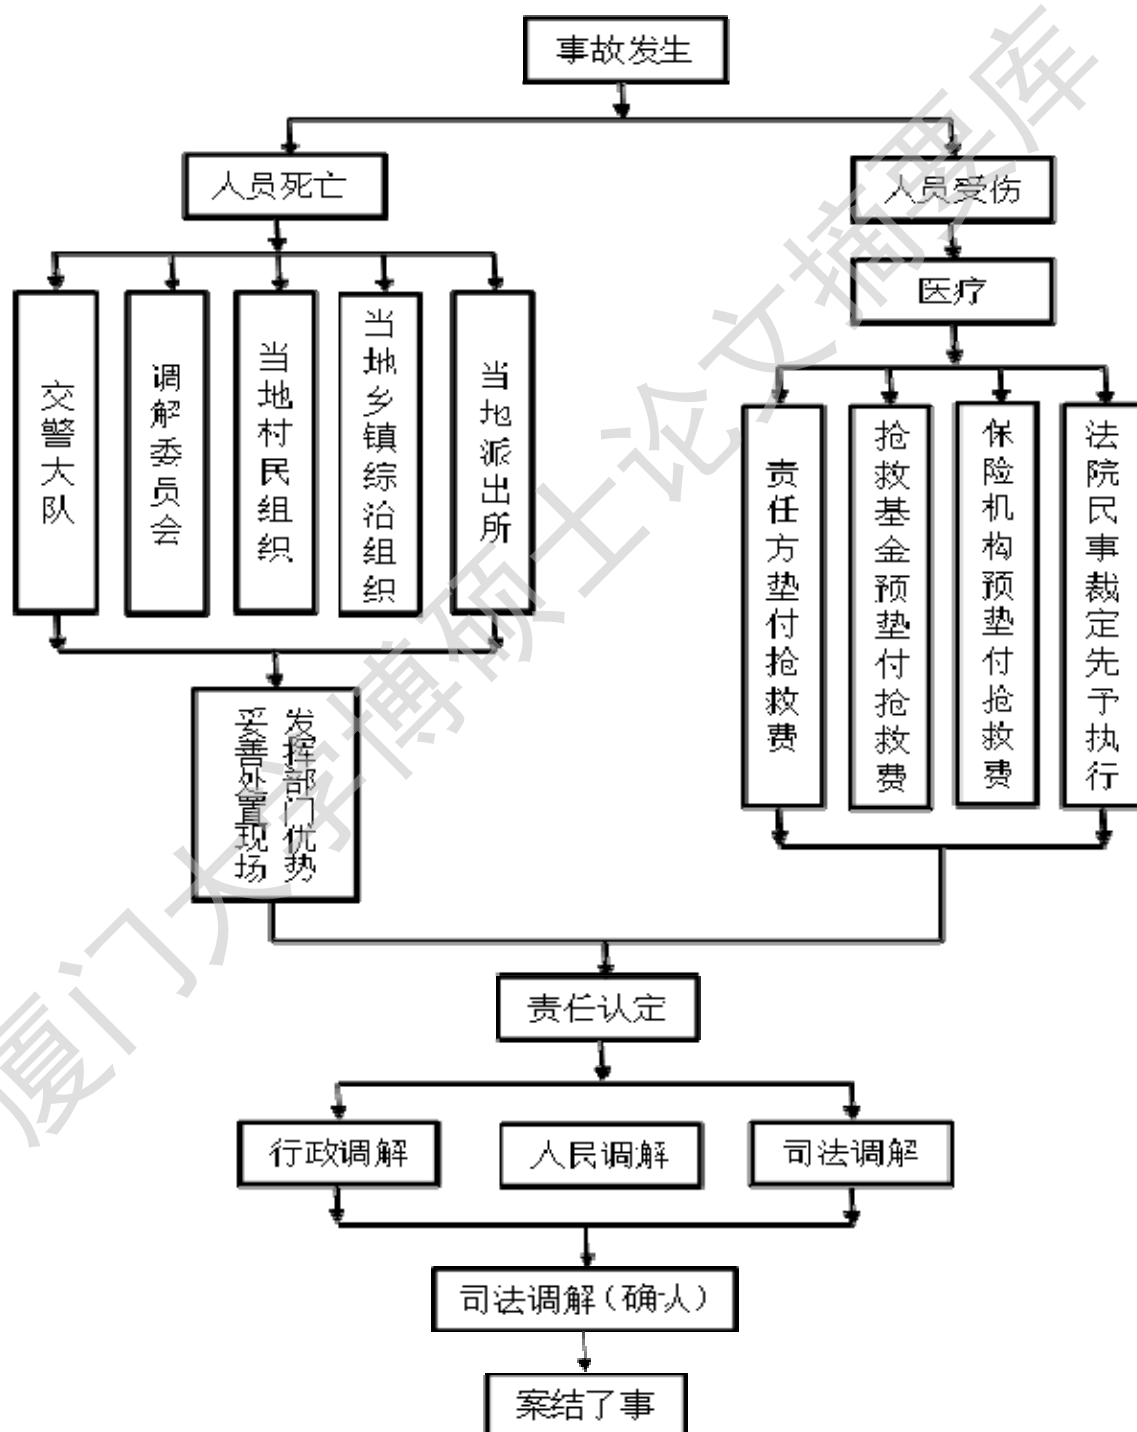 事故发生
人员死亡
人员受伤
医疗
交警大队
调解委员会
当地村民组织
当地乡镇综治组织
当地派出所
责任方垫付抢救费
抢救基金预垫付抢救费
保险机构预垫付抢救费
法院民事裁定先予执行
发挥部门优势
妥善处置现场
责任认定
行政调解
人民调解
司法调解
司法调解（确人）
案结了事
厦门大学博硕士论文摘要库